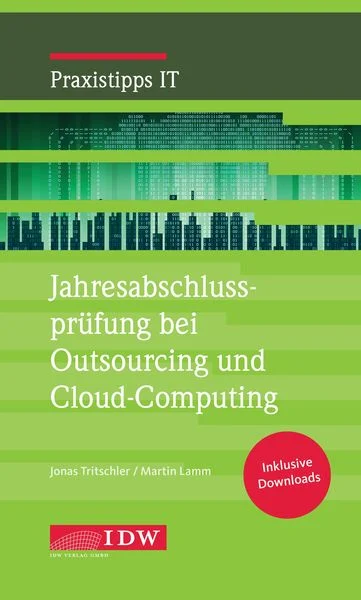 Praxistipps IT
Jahresabschluss-
prüfung bei
Outsourcing und
Cloud-Computing
Jonas Tritschler / Martin Lamm
Inklusive
Downloads
IDW
IDW VERLAG GMBH